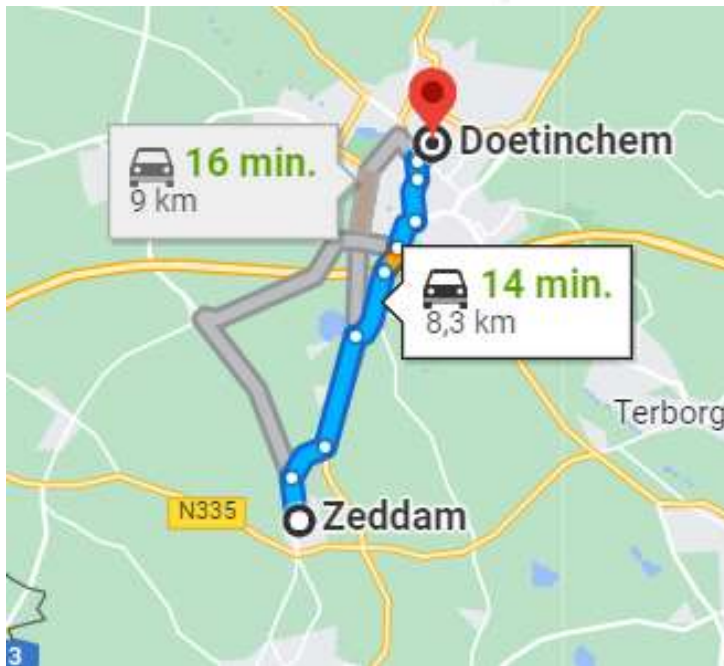 Doetinchem
16 min.
9 km
14 min.
8,3 km
Terborg
N335
Zeddam
3